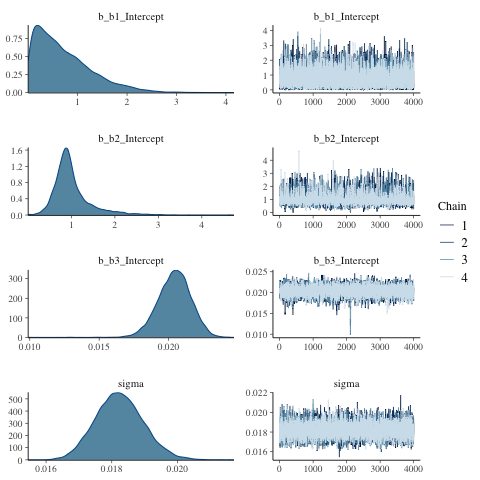 b_b1_Intercept
0.75
0.50
0.25
0.00
1 2 3 4
b_b1_Intercept
4
3
2
1
0
0 1000 2000 3000 4000
b_b2_Intercept
1.6
1.2
0.8
0.4
0.0
1 2 3 4
b_b2_Intercept
4
3
2
1
0
0 1000 2000 3000 4000
b_b3_Intercept
300
200
100
0
0.010 0.015 0.020
b_b3_Intercept
0.025
0.020
0.015
0.010
0 1000 2000 3000 4000
sigma
500
400
300
200
100
0
0.016 0.018 0.020
sigma
0.022
0.020
0.018
0.016
0 1000 2000 3000 4000
Chain
1
2
3
4